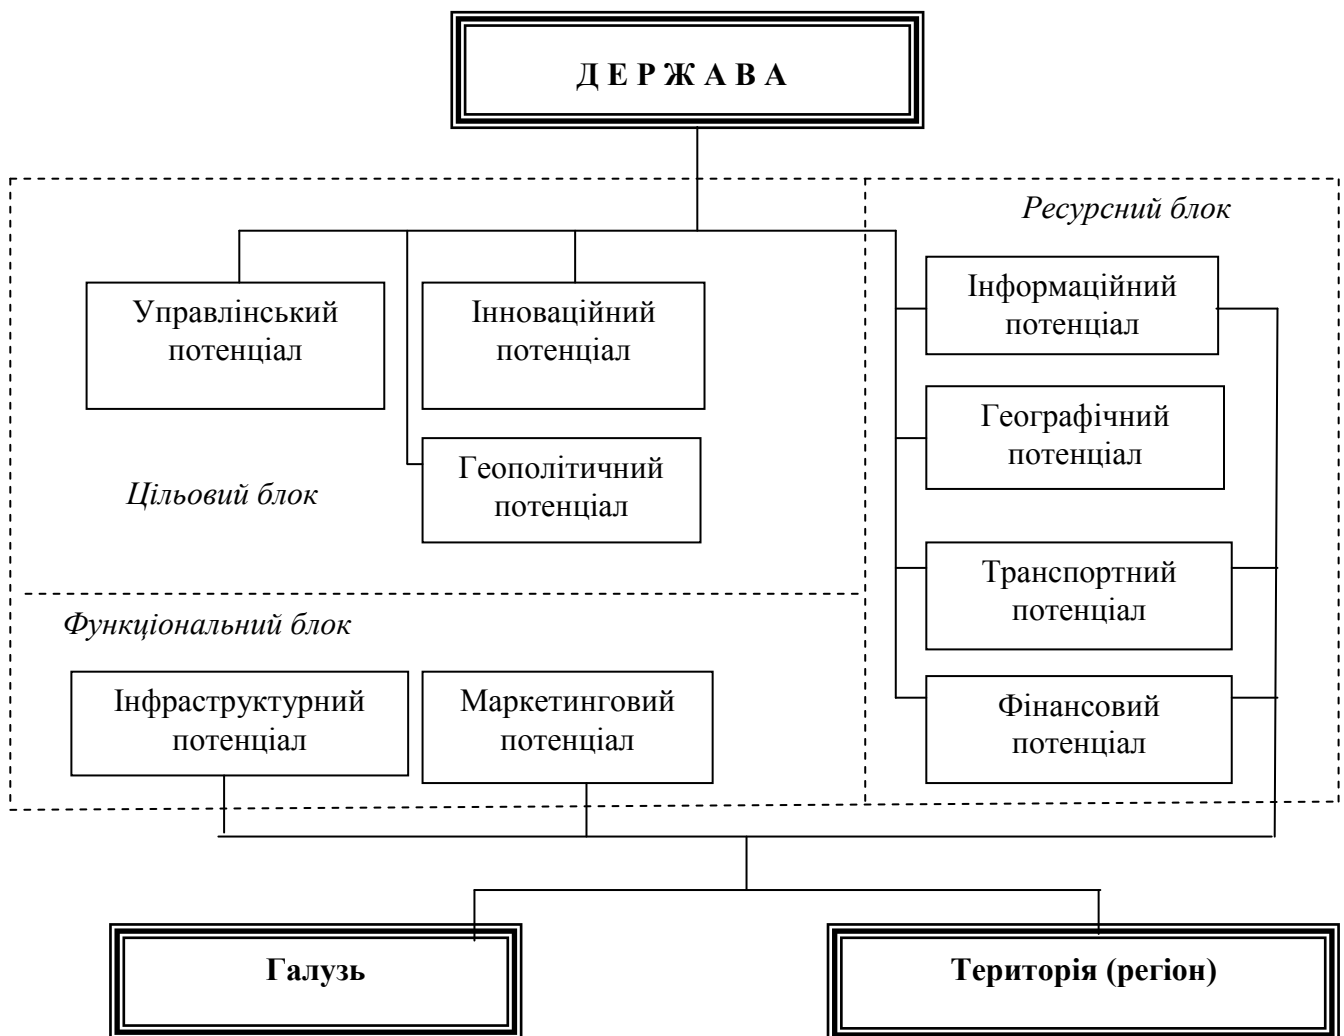 Д Е Р Ж А В А
Ресурсний блок
Управлінський
потенціал
Інноваційний
потенціал
Геополітичний
потенціал
Цільовий блок
Інформаційний
потенціал
Географічний
потенціал
Транспортний
потенціал
Фінансовий
потенціал
Функціональний блок
Інфраструктурний
потенціал
Маркетинговий
потенціал
Галузь
Територія (регіон)